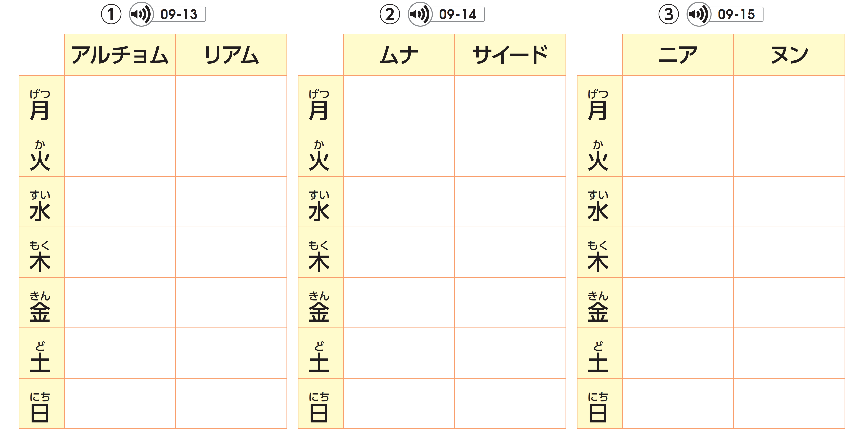 ① 09-13 ② 09-14 ③ 09-15
アルチョム リアム ムナ サイード ニア ヌン
げつ げつ げつ
月 月 月
か か か
火 火 火
すい すい すい
水 水 水
もく もく もく
木 木 木
きん きん きん
金 金 金
ど ど ど
土 土 土
にち にち にち
日 日 日